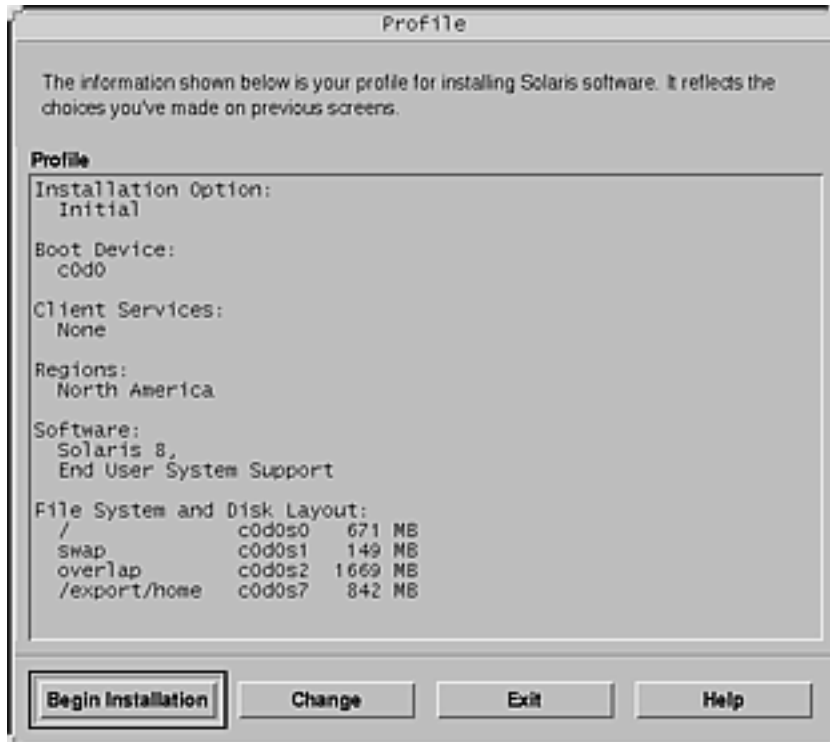 Profile
The information shown below is your profile for installing Solaris software. It reflects the
choices you've made on previous screens.
Profile
Installation Option:
Initial
Boot Device:
c0d0
Client Services:
None
Regions:
North America
Software:
Solaris 8,
End User System Support
File System and Disk Layout:
/ c0d0s0 671 MB
swap c0d0s1 149 MB
overlap c0d0s2 1669 MB
/export/home c0d0s7 842 MB
Begin Installation Change Exit Help